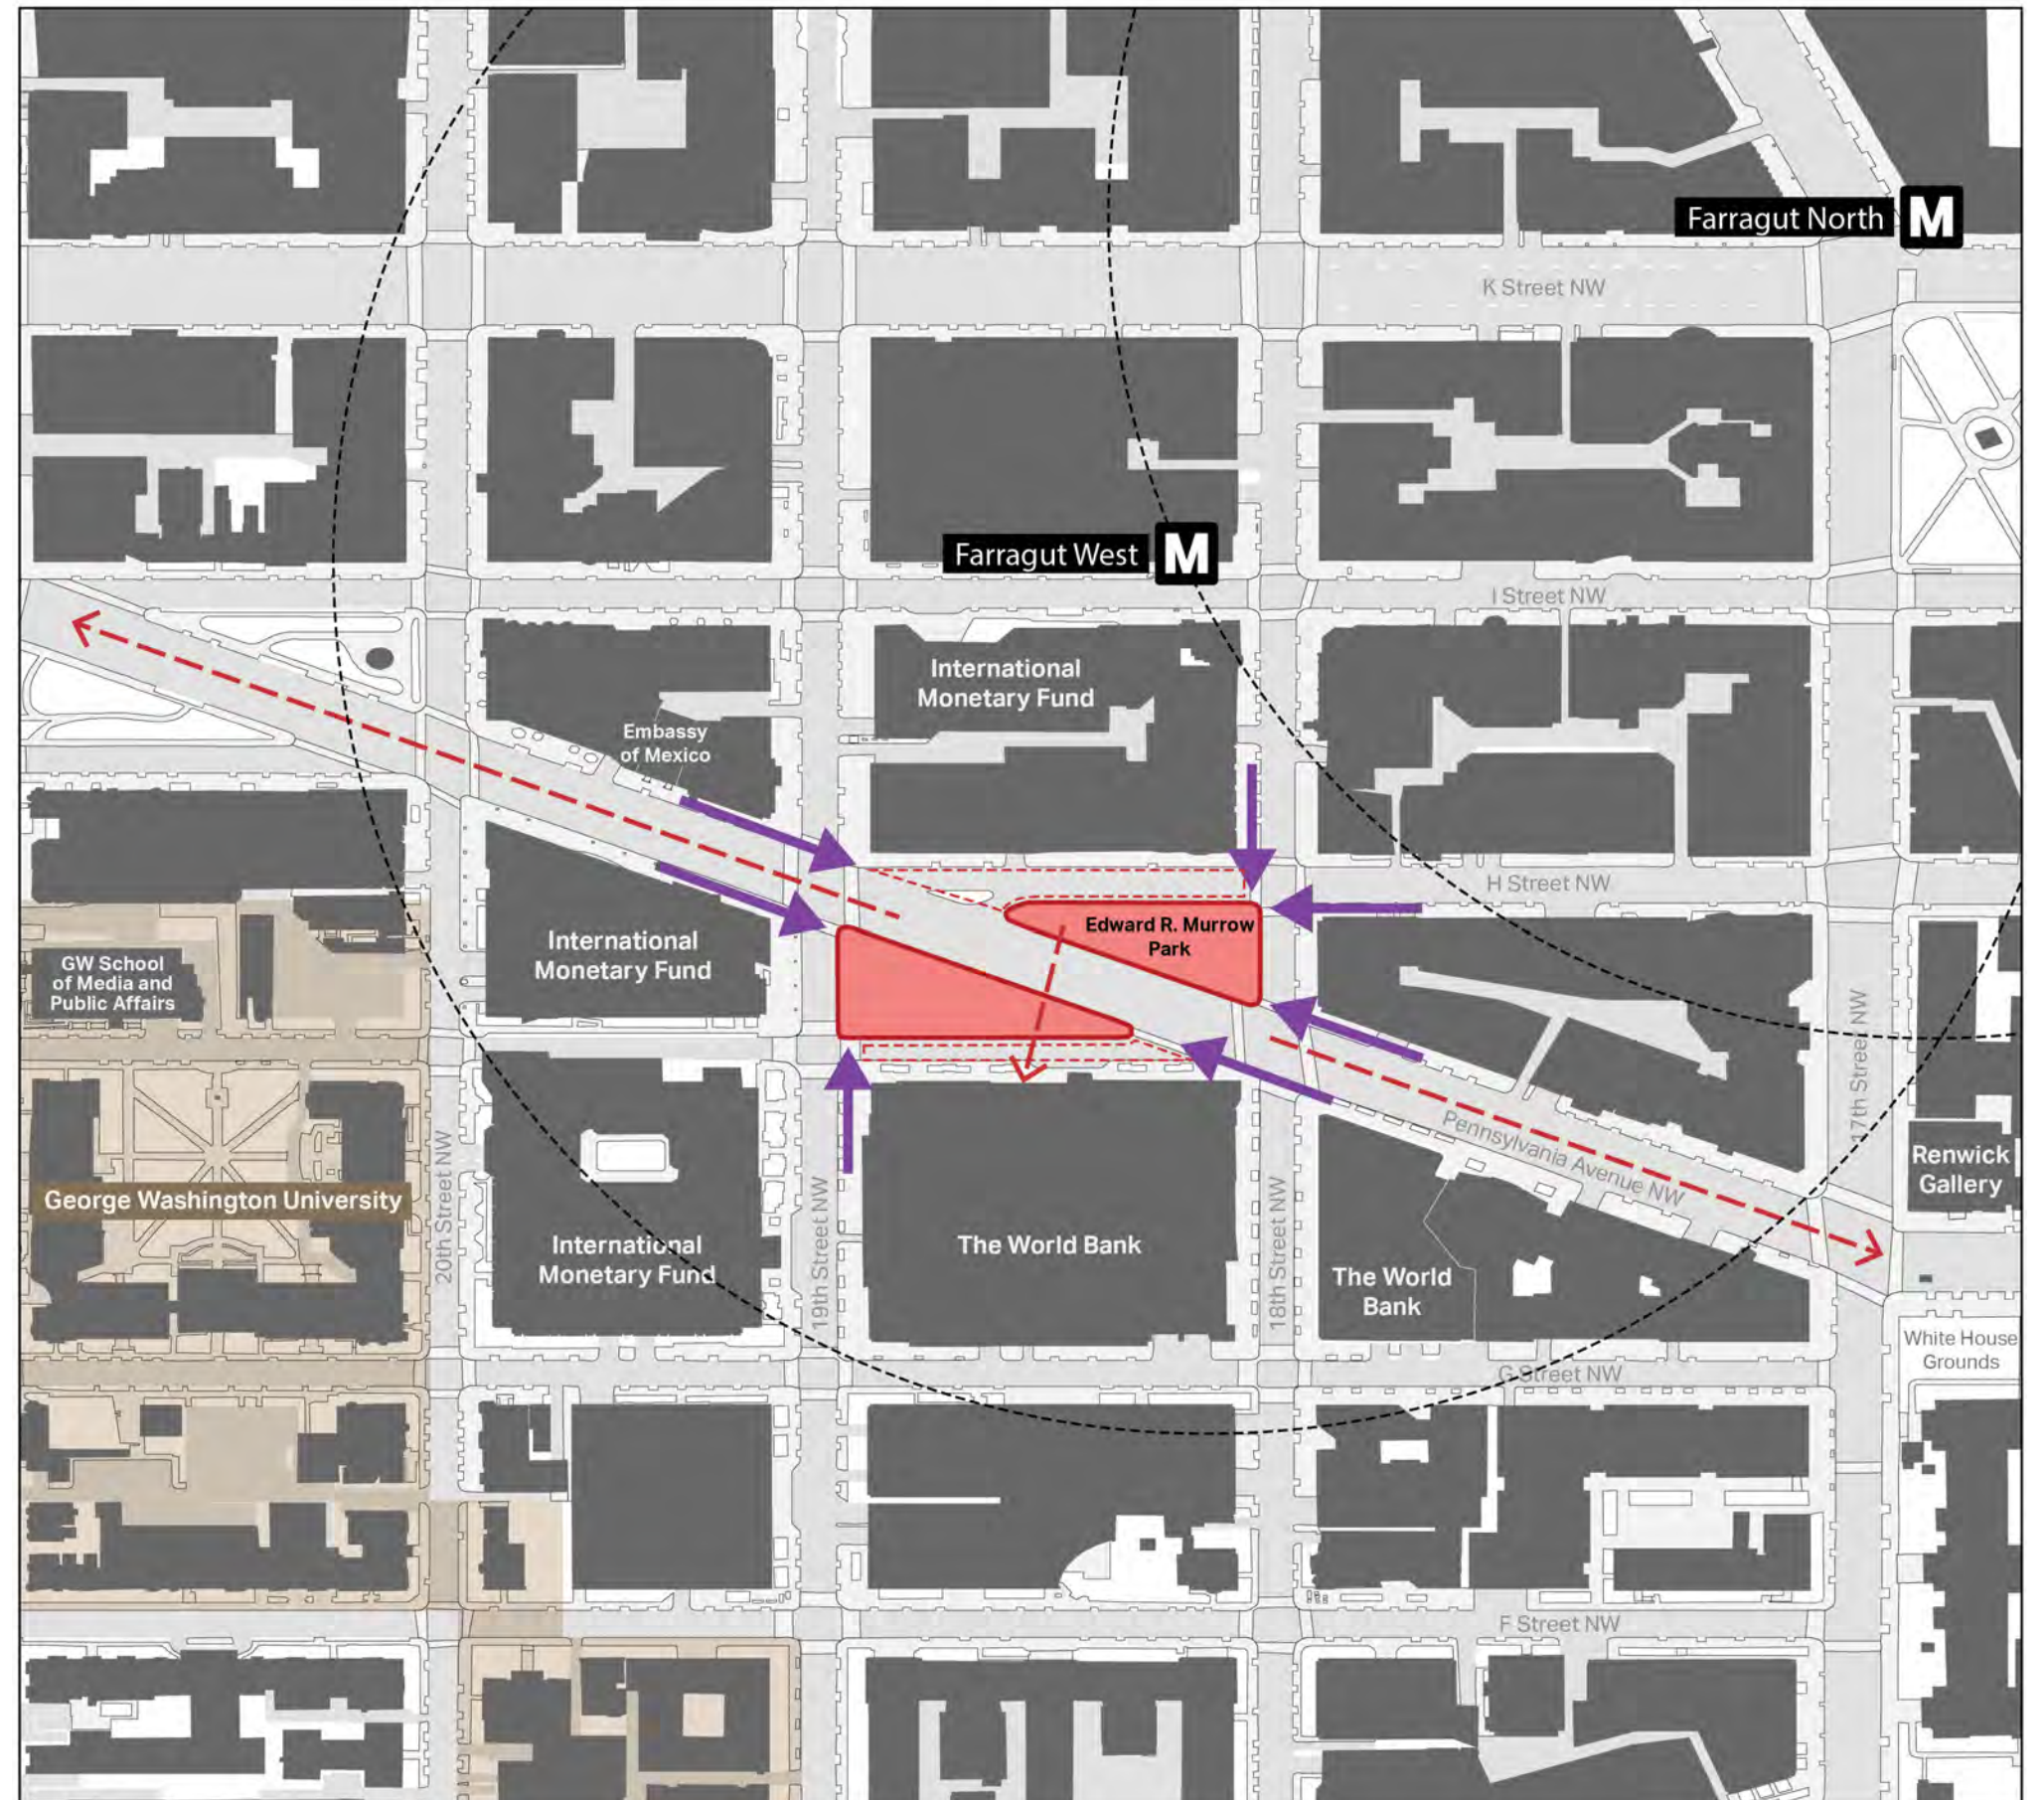 Farragut North M
K Street NW
Farragut West M
I Street NW
International
Monetary Fund
Embassy
of Mexico
H Street NW
Edward R. Murrow
Park
International
Monetary Fund
GW School
of Media and
Public Affairs
17th Street NW
Pennsylvania Avenue NW
Renwick
Gallery
George Washington University
20th Street NW
International
Monetary Fund
19th Street NW
The World Bank
18th Street NW
The World
Bank
White House
Grounds
G Street NW
F Street NW